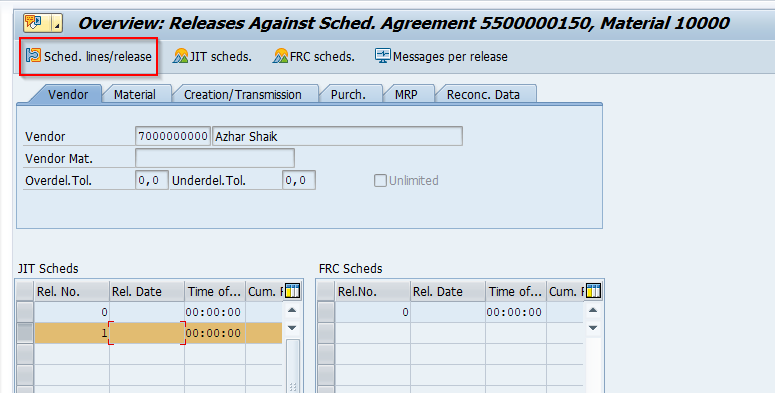 Overview: Releases Against Sched. Agreement 5500000150, Material 10000
Sched. lines/release JIT scheds. FRC scheds. Messages per release
Vendor Material Creation/Transmission Purch. MRP Reconc. Data
Vendor 7000000000 Azhar Shaik
Vendor Mat.
Overdel.Tol. 0,0 Underdel.Tol. 0,0 Unlimited
JIT Scheds FRC Scheds
Rel. No. Rel. Date Time of... Cum. Rel.No. Rel. Date Time of...
0 00:00:00 0 00:00:00
1 00:00:00